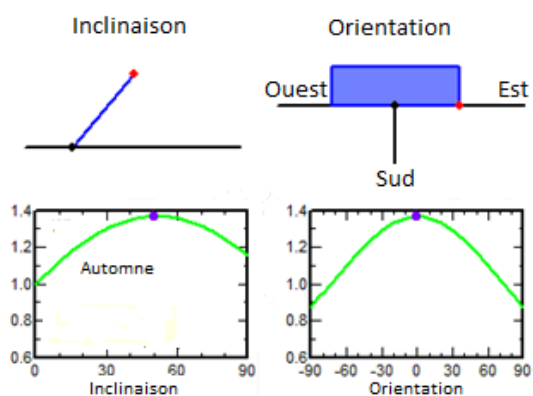 Inclinaison
Orientation
Ouest
Est
Sud
1.4
1.2
1.0
0.8
0.6
Automne
0
30
60
90
Inclinaison
1.4
1.2
1.0
0.8
0.6
-90
-60
-30
0
30
60
90
Orientation